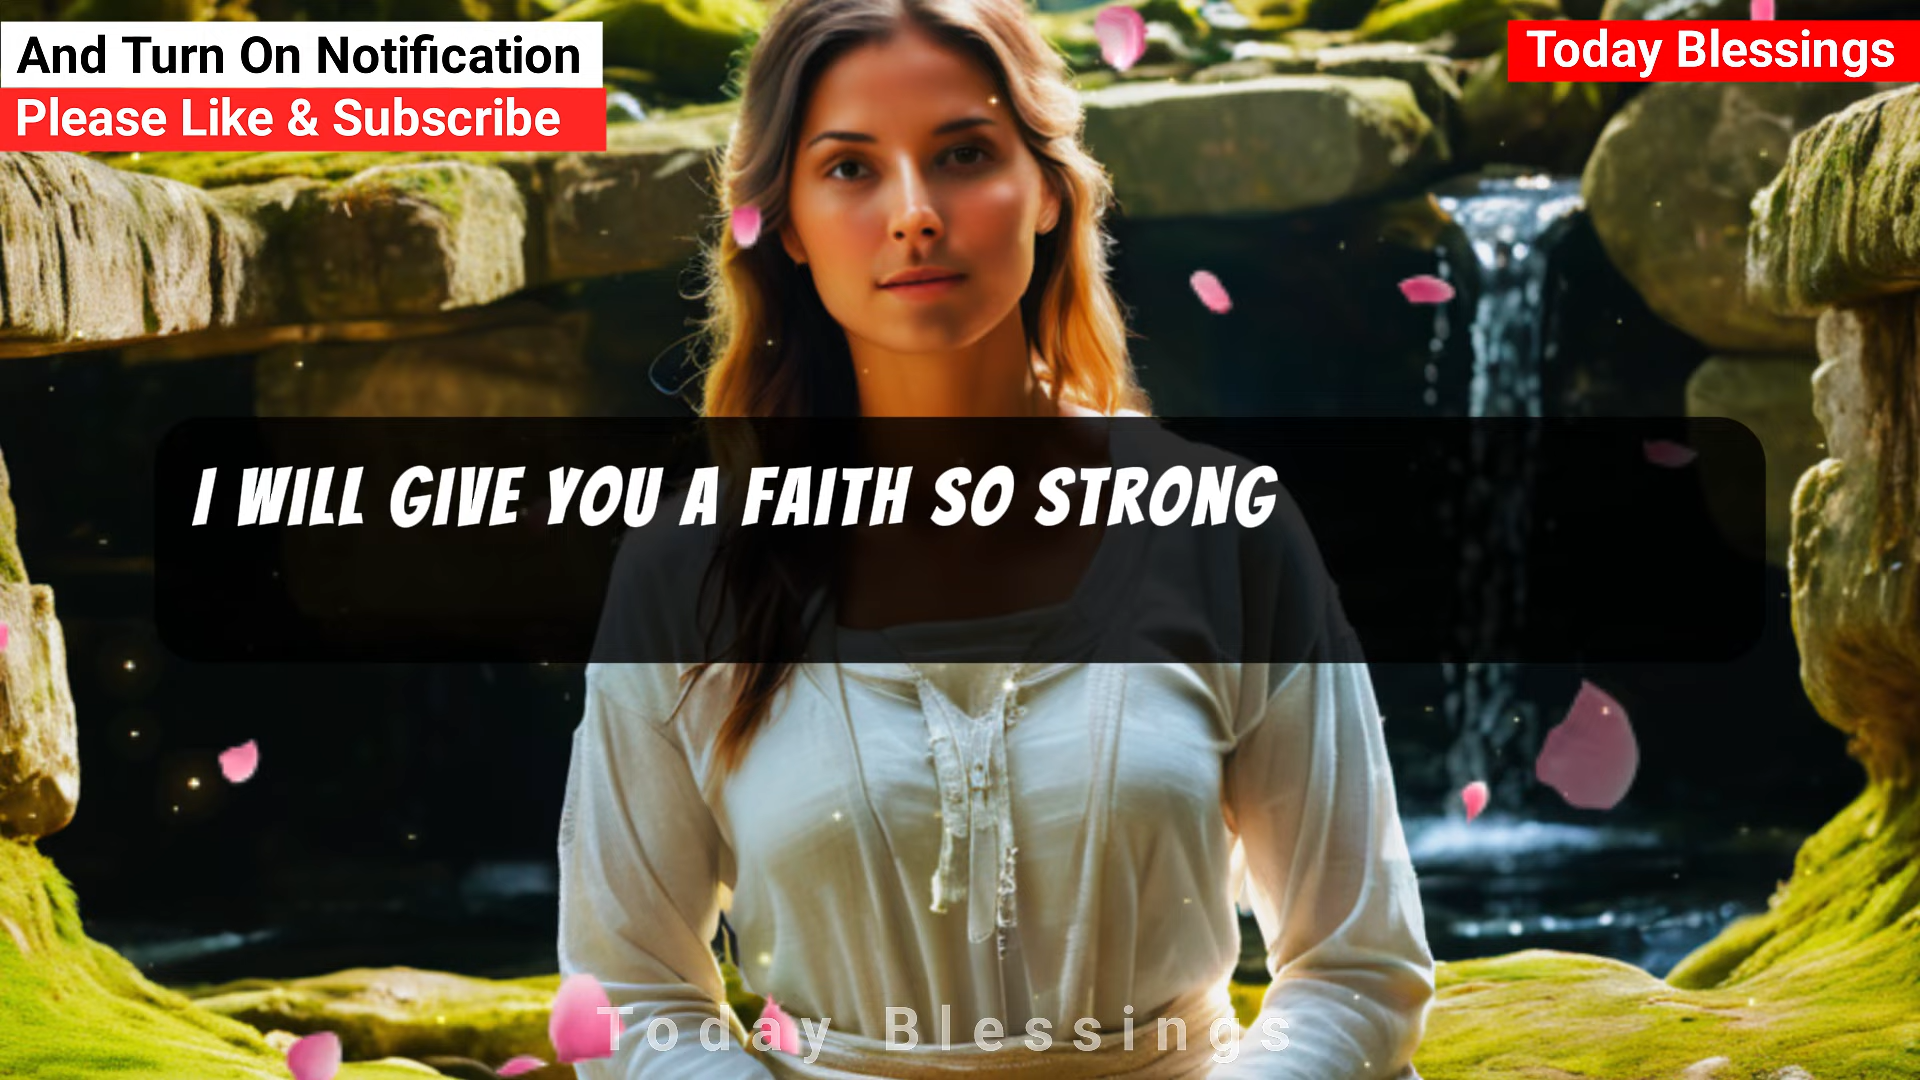 And Turn On Notification
Please Like & Subscribe
Today Blessings
I WILL GIVE YOU A FAITH SO STRONG
Today Blessings